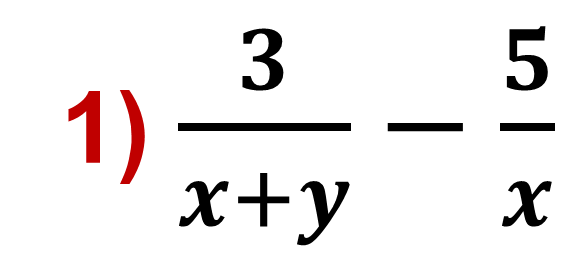 1) 3/(x+y) − 5/x